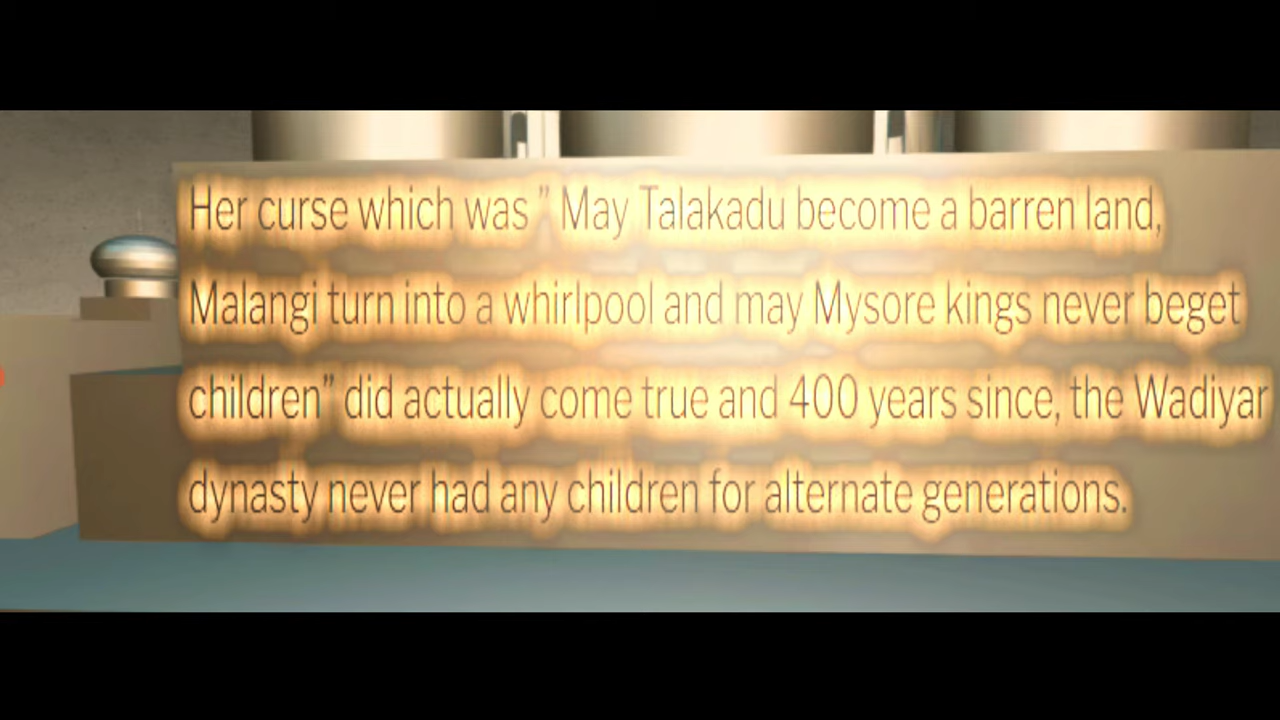 Her curse which was ” May Talakadu become a barren land,
Malangi turn into a whirlpool and may Mysore kings never beget
children” did actually come true and 400 years since, the Wadiyar
dynasty never had any children for alternate generations.